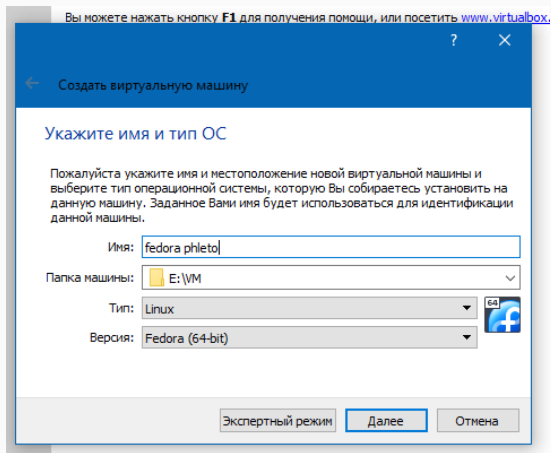 Вы можете нажать кнопку F1 для получения помощи, или посетить www.virtualbox.
?
Создать виртуальную машину
Укажите имя и тип ОС
Пожалуйста укажите имя и местоположение новой виртуальной машины и
выберите тип операционной системы, которую Вы собираетесь установить на
данную машину. Заданное Вами имя будет использоваться для идентификации
данной машины.
Имя: fedora phleto
Папка машины: E:\VM
Тип: Linux
64
Версия: Fedora (64-bit)
Экспертный режим Далее Отмена